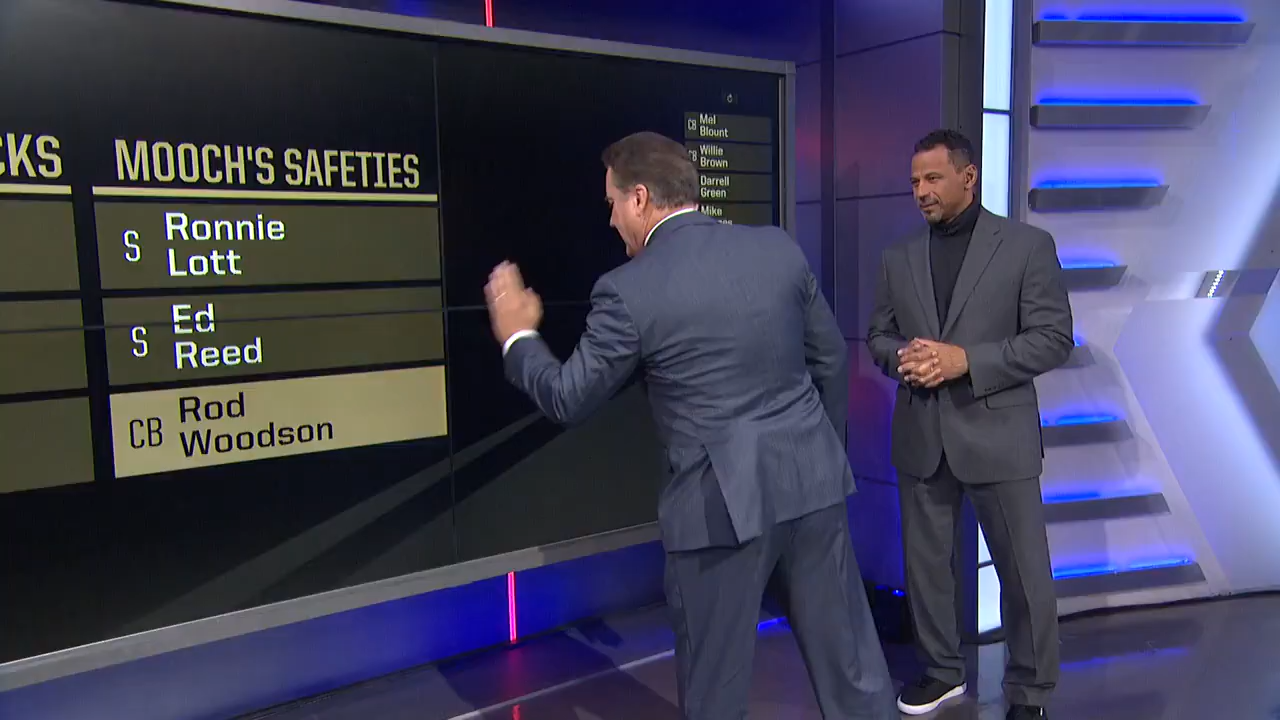 CKS
MOOCH'S SAFETIES
S
Ronnie
Lott
S
Ed
Reed
CB
Rod
Woodson
CB
Mel
Blount
CB
Willie
Brown
Darrell
Green
Mike